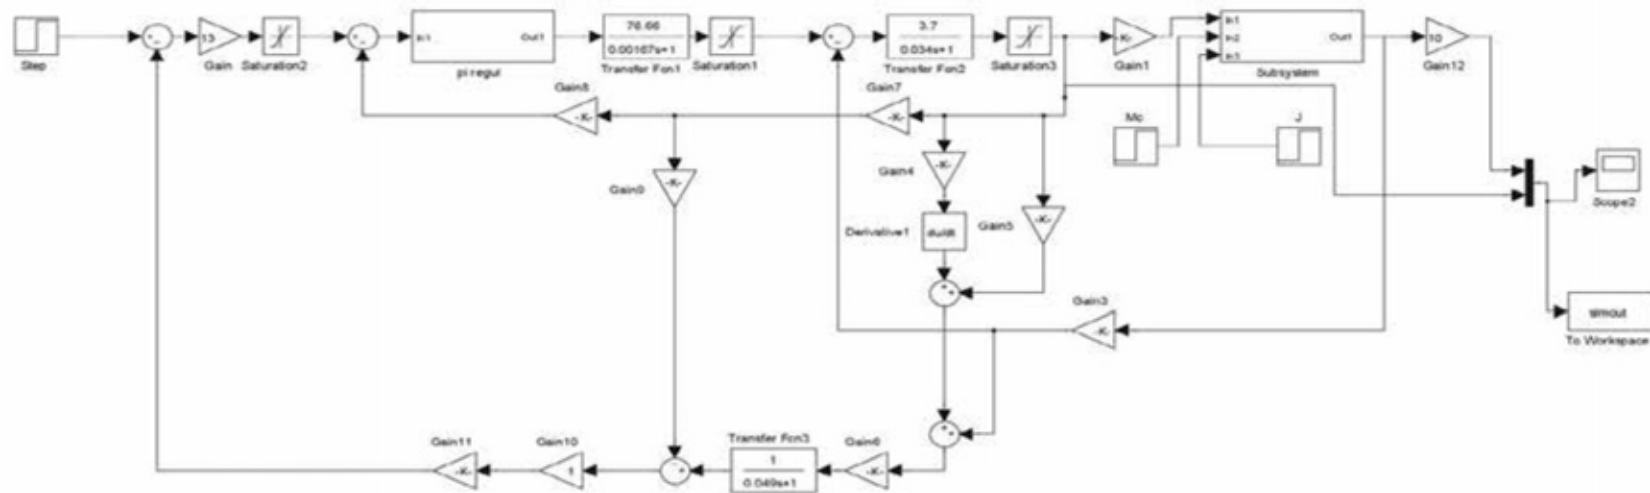 Step
13
Gain
Saturation2
In1
Out1
pi regul
76.66
0.00167s+1
Transfer Fcn1
Saturation1
3.7
0.034s+1
Transfer Fcn2
Saturation3
-K-
Gain1
In1
In2
In3
Out1
Subsystem
10
Gain12
Gain8
-K-
Gain7
-K-
Mc
J
Gain9
-K-
Gain4
-K-
Derivative1
du/dt
Gain5
-K-
Scope2
Gain3
-K-
simout
To Workspace
Gain11
-K-
Gain10
1
Transfer Fcn3
1
0.049s+1
Gain6
-K-